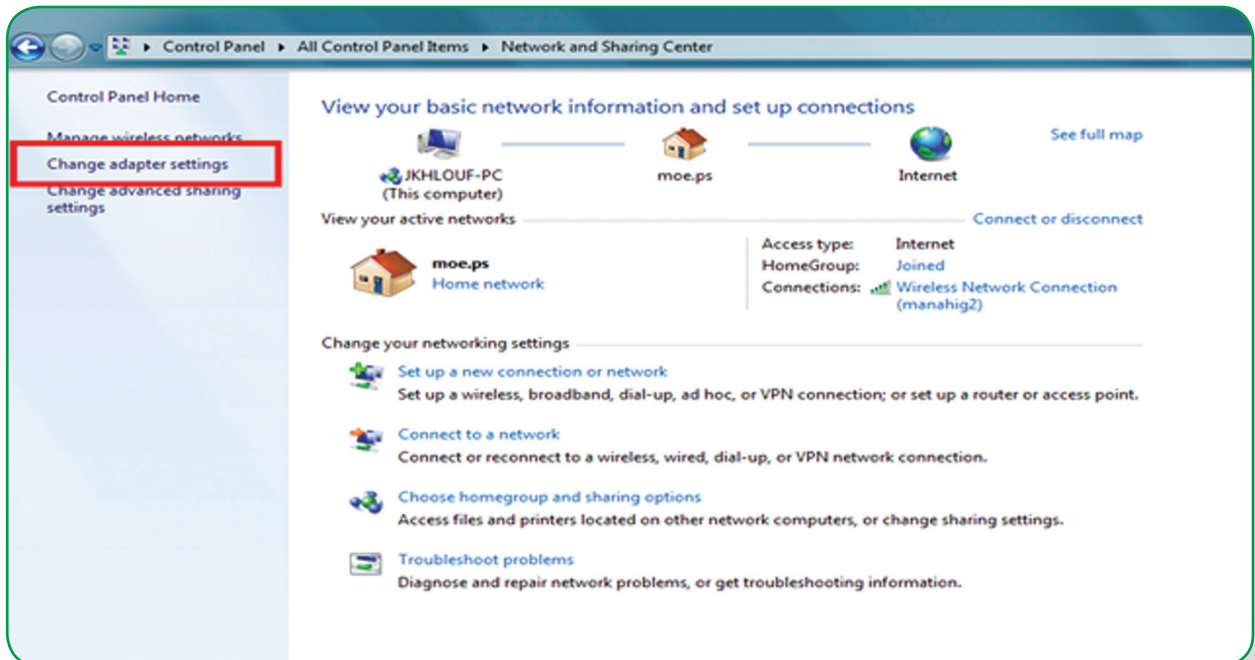 Control Panel ▸ All Control Panel Items ▸ Network and Sharing Center
Control Panel Home
Manage wireless networks
Change adapter settings
Change advanced sharing
settings
View your basic network information and set up connections
See full map
JKHLOUF-PC
(This computer)
moe.ps
Internet
View your active networks
Connect or disconnect
moe.ps
Home network
Access type: Internet
HomeGroup: Joined
Connections: Wireless Network Connection
(manahig2)
Change your networking settings
Set up a new connection or network
Set up a wireless, broadband, dial-up, ad hoc, or VPN connection; or set up a router or access point.
Connect to a network
Connect or reconnect to a wireless, wired, dial-up, or VPN network connection.
Choose homegroup and sharing options
Access files and printers located on other network computers, or change sharing settings.
Troubleshoot problems
Diagnose and repair network problems, or get troubleshooting information.